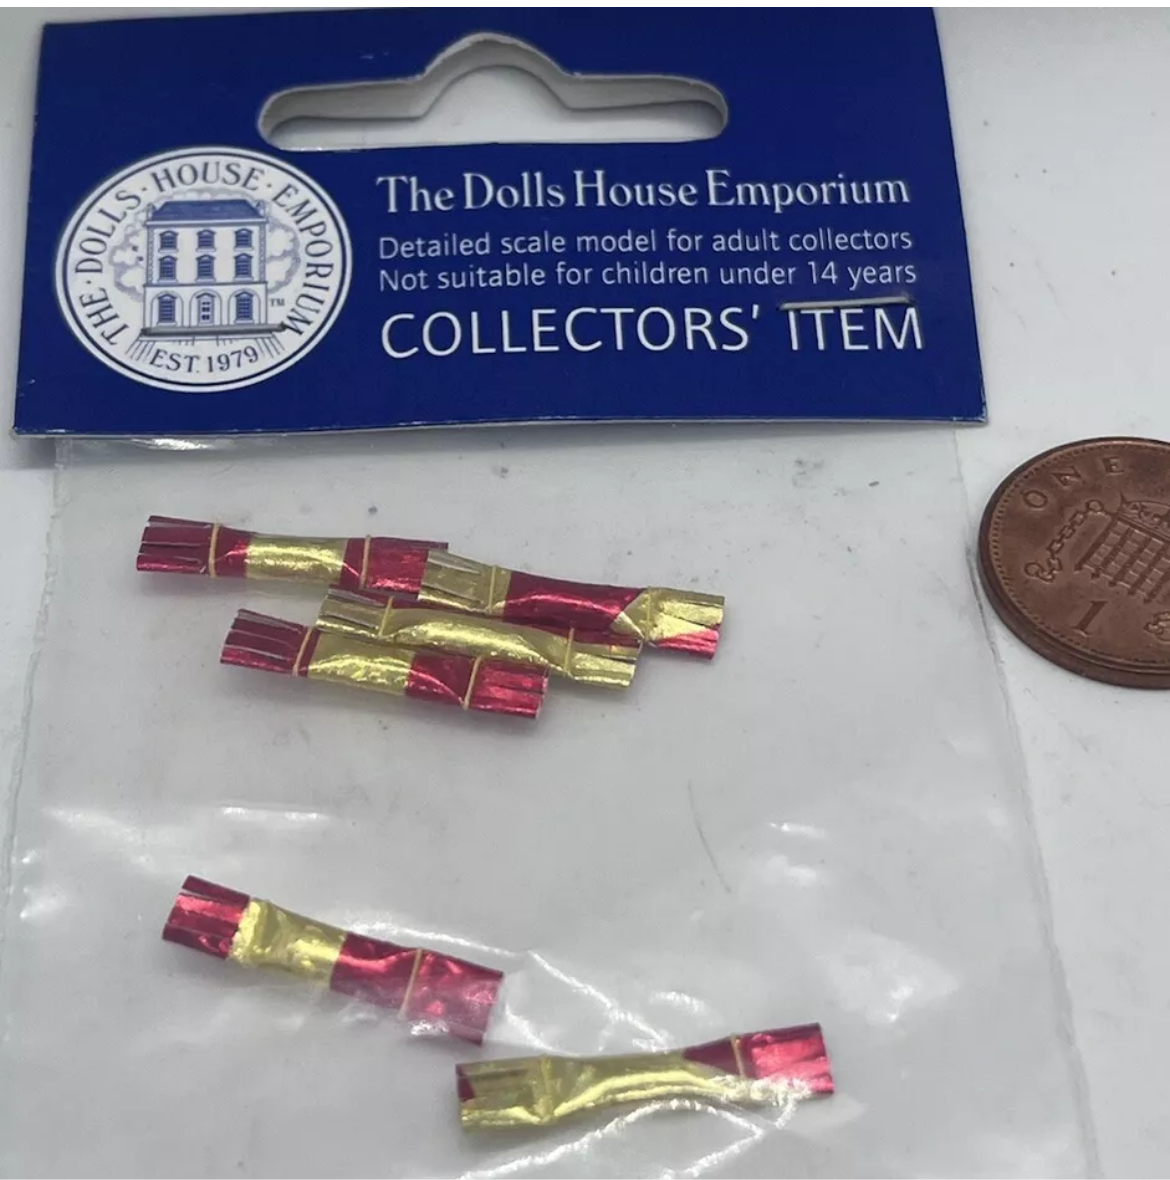 THE · DOLLS · HOUSE · EMPORIUM
TM
EST. 1979
The Dolls House Emporium
Detailed scale model for adult collectors
Not suitable for children under 14 years
COLLECTORS’ ITEM
ONE
1